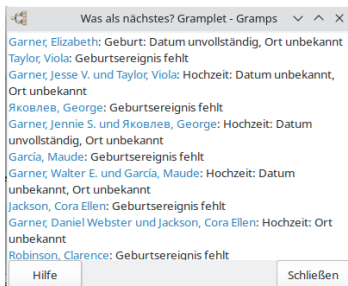 Was als nächstes? Gramplet - Gramps
Garner, Elizabeth: Geburt: Datum unvollständig, Ort unbekannt
Taylor, Viola: Geburtsereignis fehlt
Garner, Jesse V. und Taylor, Viola: Hochzeit: Datum unbekannt,
Ort unbekannt
Яковлев, George: Geburtsereignis fehlt
Garner, Jennie S. und Яковлев, George: Hochzeit: Datum
unvollständig, Ort unbekannt
García, Maude: Geburtsereignis fehlt
Garner, Walter E. und García, Maude: Hochzeit: Datum
unbekannt, Ort unbekannt
Jackson, Cora Ellen: Geburtsereignis fehlt
Garner, Daniel Webster und Jackson, Cora Ellen: Hochzeit: Ort
unbekannt
Robinson, Clarence: Geburtsereignis fehlt
Hilfe
Schließen